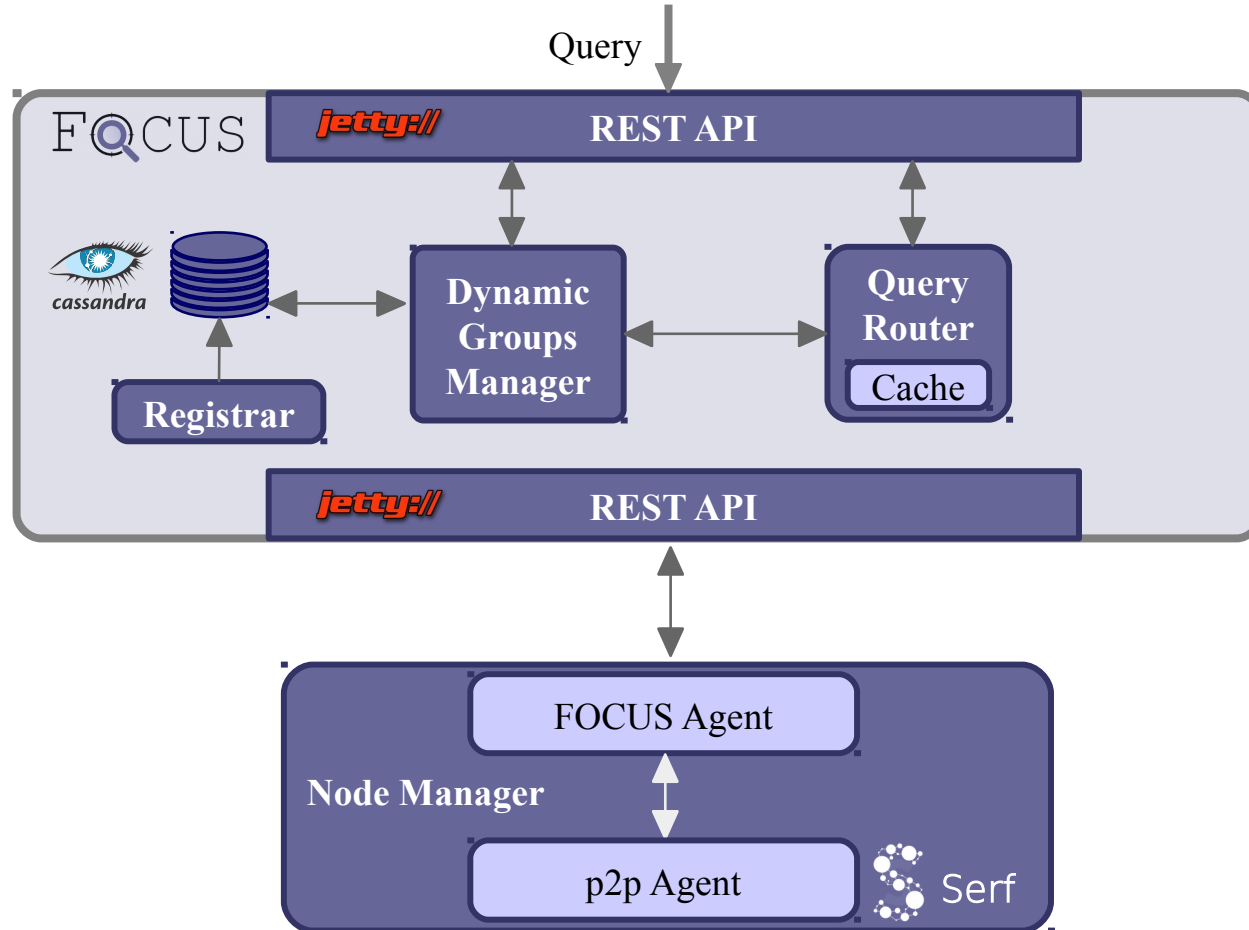 Query
FOCUS
jetty://
REST API
cassandra
Dynamic
Groups
Manager
Query
Router
Cache
Registrar
jetty://
REST API
FOCUS Agent
Node Manager
p2p Agent
Serf